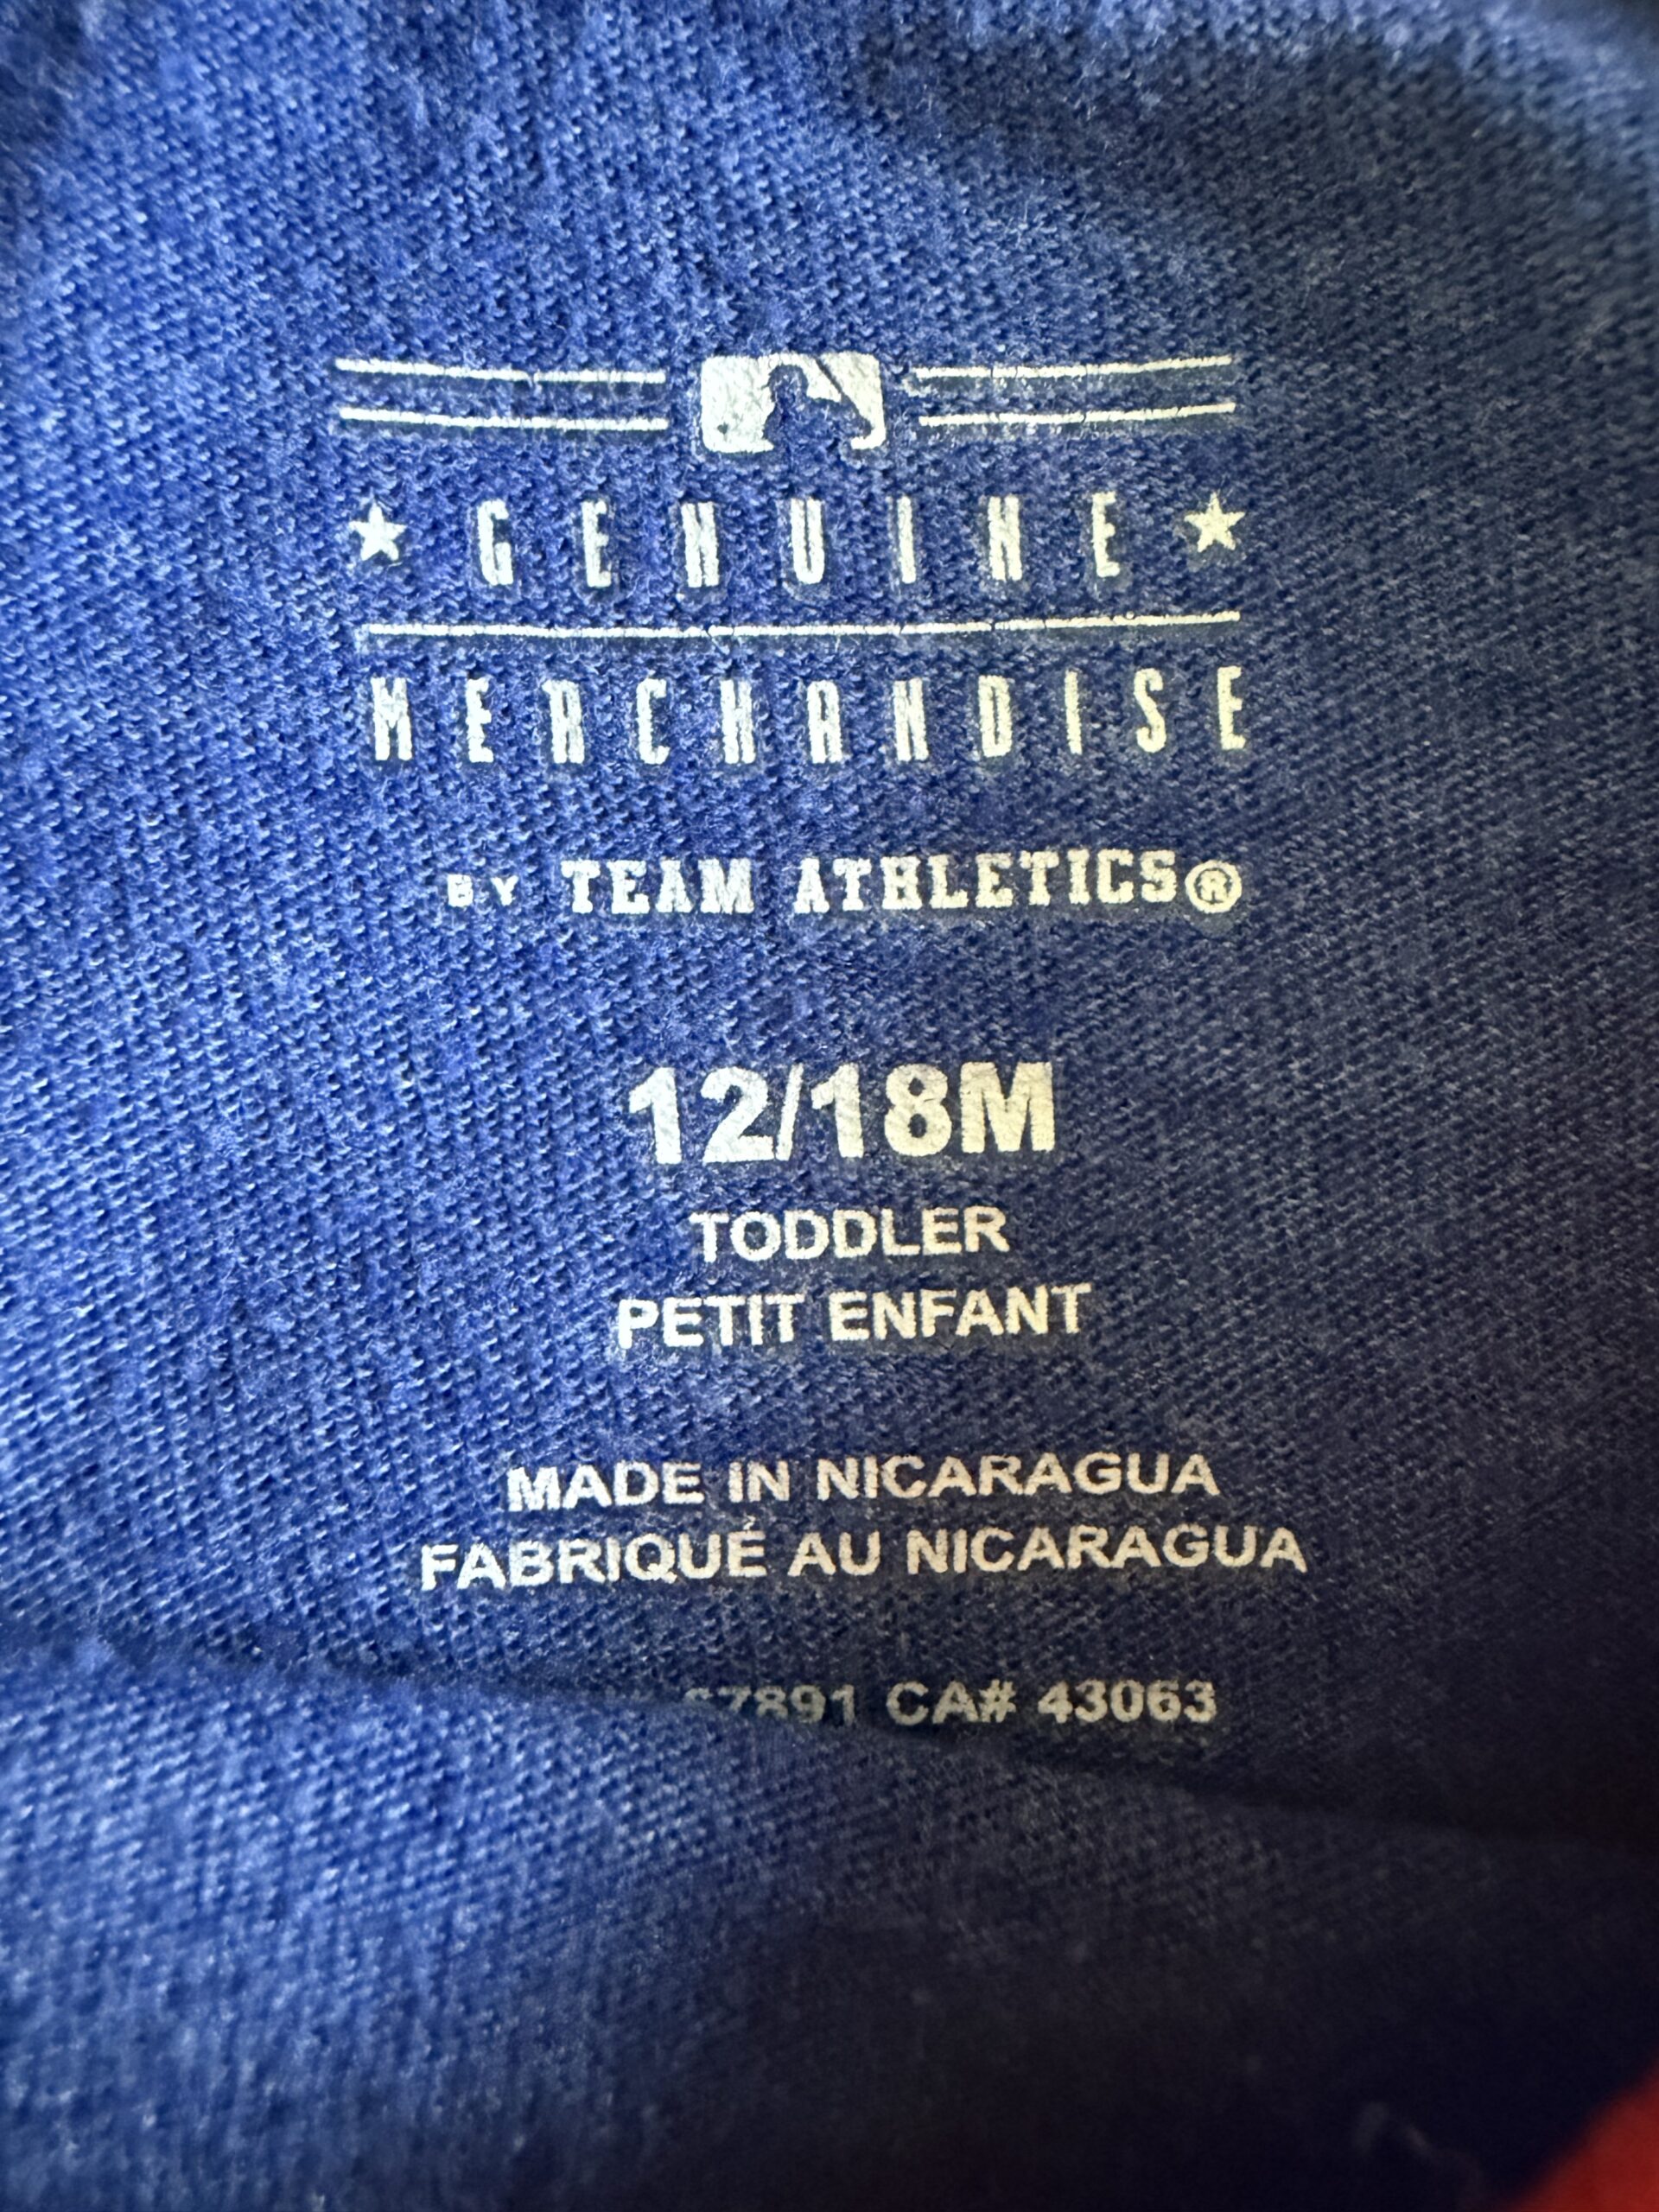 GENUINE
MERCHANDISE
BY TEAM ATHLETICS®
12/18M
TODDLER
PETIT ENFANT
MADE IN NICARAGUA
FABRIQUÉ AU NICARAGUA
CA# 43063